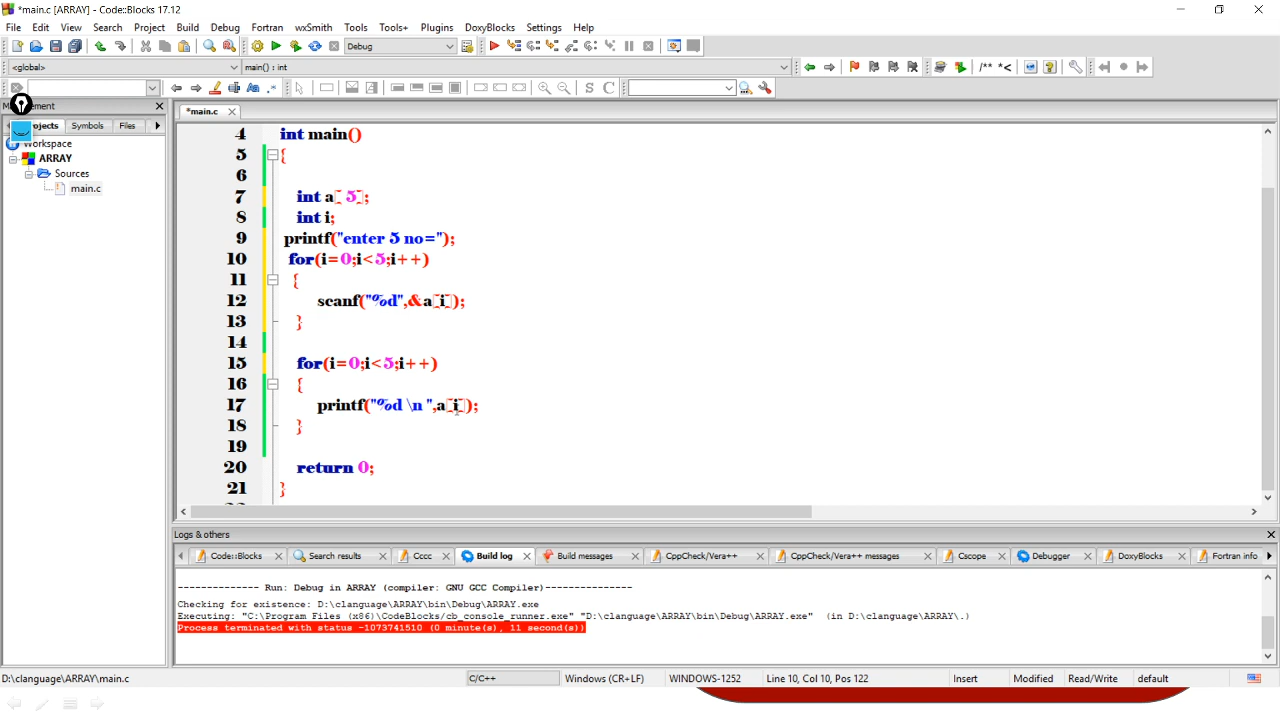 *main.c [ARRAY] - Code::Blocks 17.12
File Edit View Search Project Build Debug Fortran wxSmith Tools Tools+ Plugins DoxyBlocks Settings Help
Debug
<global> main() : int
/** *<
Aa .* S C
ement
ojects Symbols Files *main.c
Workspace
ARRAY
Sources
main.c
4 int main()
5 {
6
7 int a[ 5];
8 int i;
9 printf("enter 5 no=");
10 for(i=0;i<5;i++)
11 {
12 scanf("%d",&a[i]);
13 }
14
15 for(i=0;i<5;i++)
16 {
17 printf("%d \n ",a[i]);
18 }
19
20 return 0;
21 }
Logs & others
Code::Blocks Search results Cccc Build log Build messages CppCheck/Vera++ CppCheck/Vera++ messages Cscope Debugger DoxyBlocks Fortran info
-------------- Run: Debug in ARRAY (compiler: GNU GCC Compiler)---------------
Checking for existence: D:\clanguage\ARRAY\bin\Debug\ARRAY.exe
Executing: "C:\Program Files (x86)\CodeBlocks/cb_console_runner.exe" "D:\clanguage\ARRAY\bin\Debug\ARRAY.exe" (in D:\clanguage\ARRAY\.)
Process terminated with status -1073741510 (0 minute(s), 11 second(s))
D:\clanguage\ARRAY\main.c C/C++ Windows (CR+LF) WINDOWS-1252 Line 10, Col 10, Pos 122 Insert Modified Read/Write default